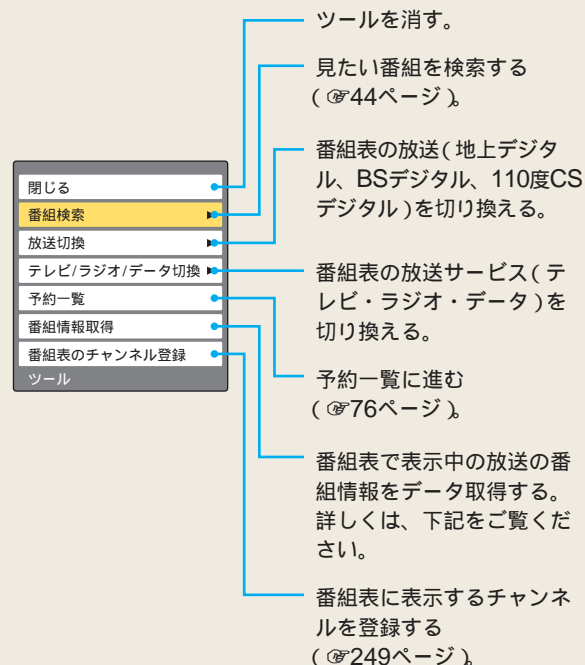 閉じる
番組検索
放送切換
テレビ/ラジオ/データ切換
予約一覧
番組情報取得
番組表のチャンネル登録
ツール
ツールを消す。
見たい番組を検索する
(☞44ページ)。
番組表の放送(地上デジタ
ル、BSデジタル、110度CS
デジタル)を切り換える。
番組表の放送サービス(テ
レビ・ラジオ・データ)を
切り換える。
予約一覧に進む
(☞76ページ)。
番組表で表示中の放送の番
組情報をデータ取得する。
詳しくは、下記をご覧くだ
さい。
番組表に表示するチャンネ
ルを登録する
(☞249ページ)。